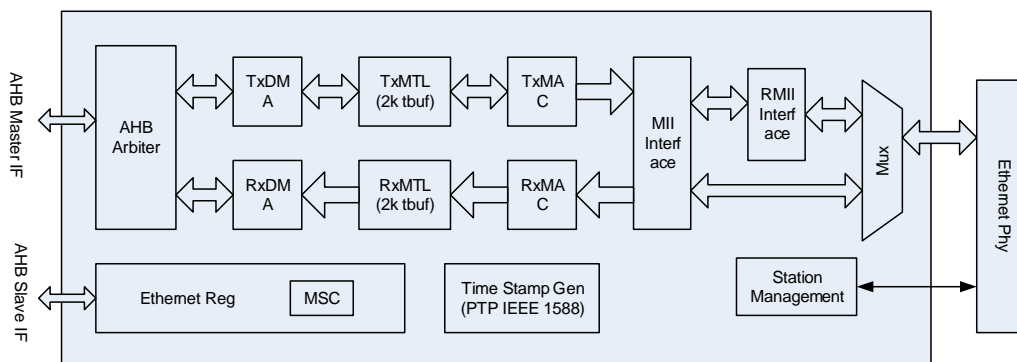 AHB Master IF
AHB Slave IF
AHB
Arbiter
TxDM
A
TxMTL
(2k tbuf)
TxMA
C
MII
Interf
ace
RMII
Interf
ace
Mux
Ethernet Phy
RxDM
A
RxMTL
(2k tbuf)
RxMA
C
Ethernet Reg
MSC
Time Stamp Gen
(PTP IEEE 1588)
Station
Management